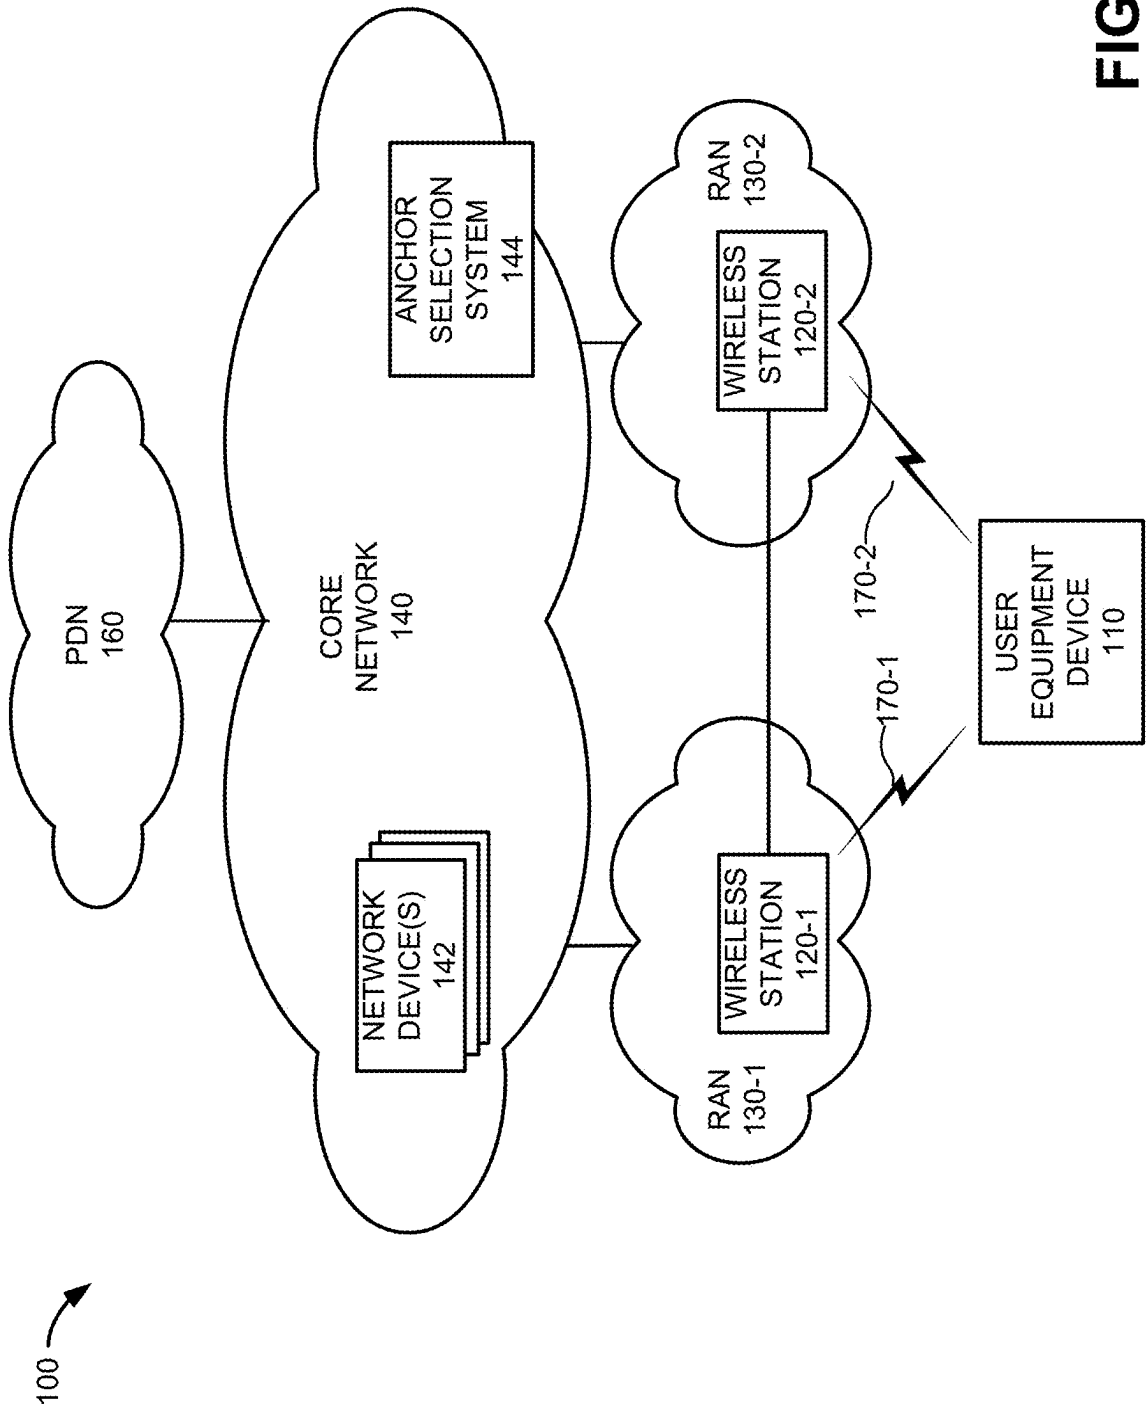 100
PDN
160
CORE
NETWORK
140
NETWORK
DEVICE(S)
142
ANCHOR
SELECTION
SYSTEM
144
RAN
130-1
WIRELESS
STATION
120-1
WIRELESS
STATION
120-2
RAN
130-2
170-1
170-2
USER
EQUIPMENT
DEVICE
110
FIG